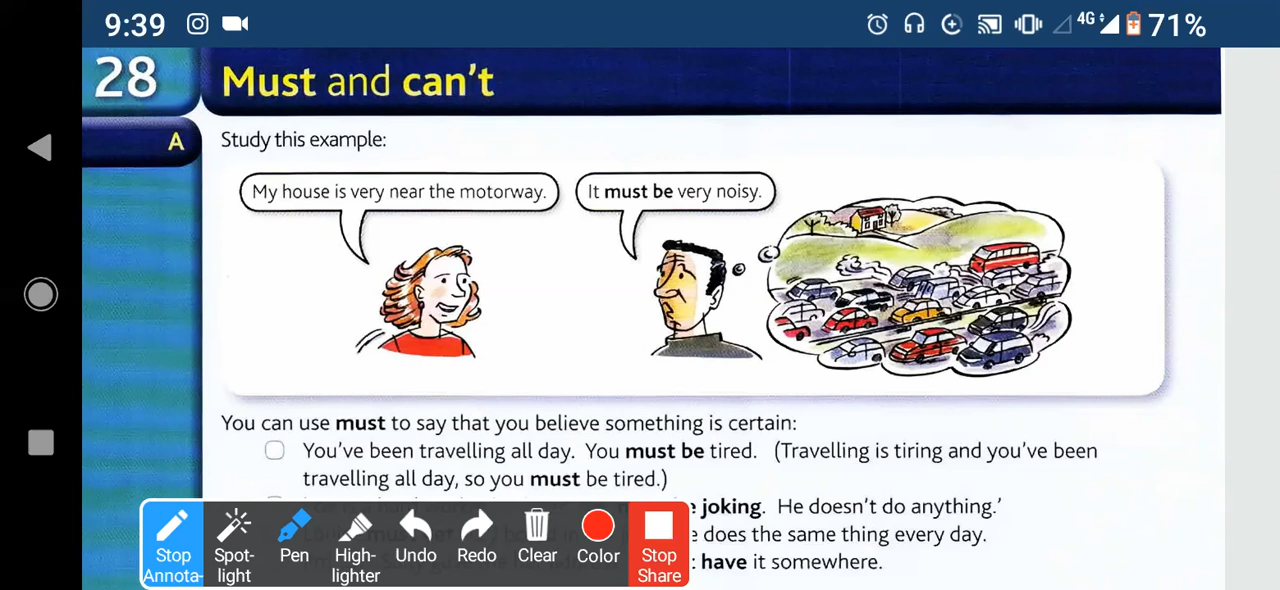 9:39
4G
71%
28
Must and can't
A
Study this example:
My house is very near the motorway.
It must be very noisy.
You can use must to say that you believe something is certain:
You've been travelling all day. You must be tired. (Travelling is tiring and you've been
travelling all day, so you must be tired.)
joking. He doesn't do anything.'
does the same thing every day.
have it somewhere.
Stop Annota-
Spot-light
Pen
High-lighter
Undo
Redo
Clear
Color
Stop Share